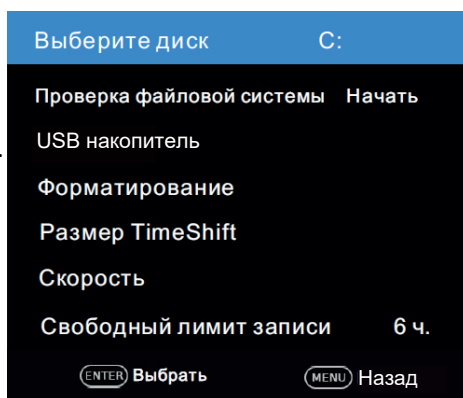 Выберите диск C:
Проверка файловой системы Начать
USB накопитель
Форматирование
Размер TimeShift
Скорость
Свободный лимит записи 6 ч.
ENTER Выбрать MENU Назад